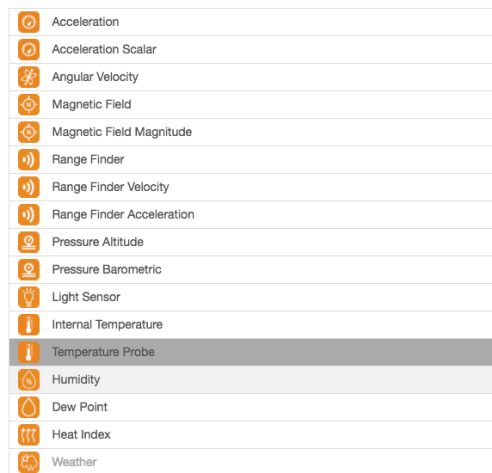 Acceleration
Acceleration Scalar
Angular Velocity
Magnetic Field
Magnetic Field Magnitude
Range Finder
Range Finder Velocity
Range Finder Acceleration
Pressure Altitude
Pressure Barometric
Light Sensor
Internal Temperature
Temperature Probe
Humidity
Dew Point
Heat Index
Weather